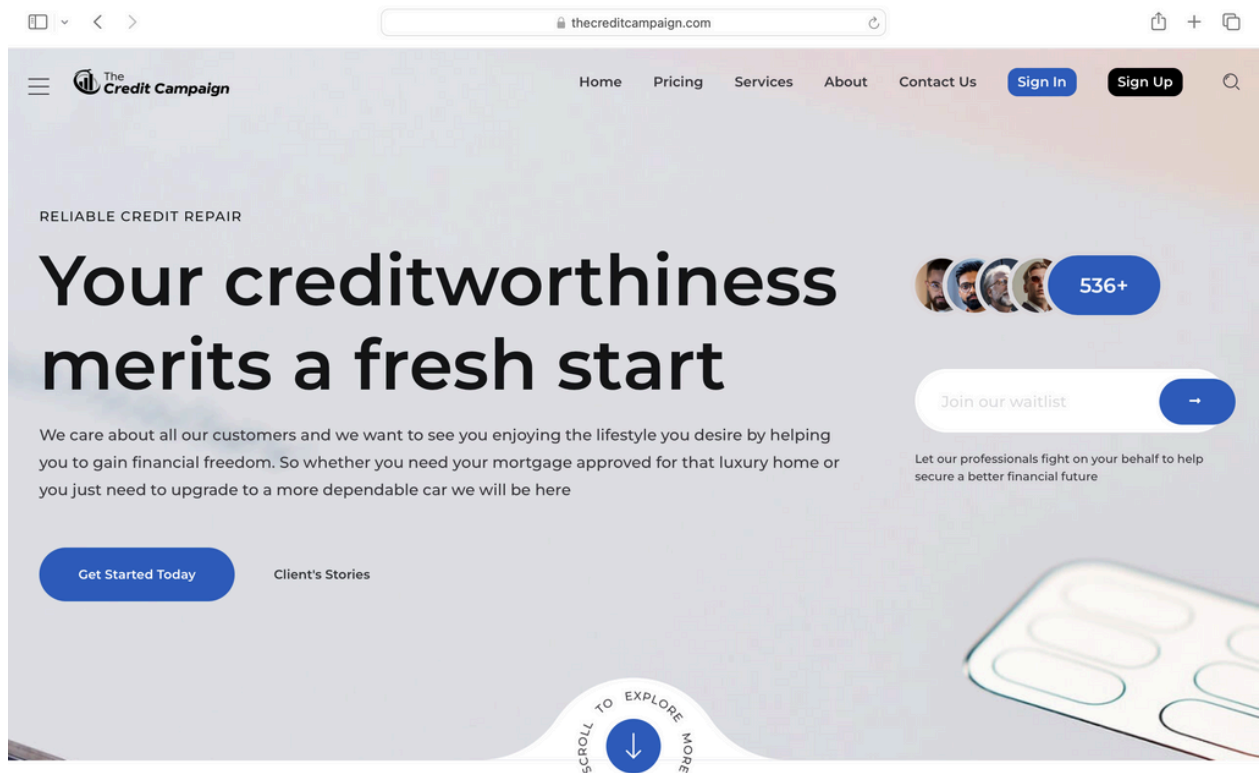 thecreditcampaign.com
The
Credit Campaign
Home Pricing Services About Contact Us Sign In Sign Up
RELIABLE CREDIT REPAIR
Your creditworthiness
merits a fresh start
We care about all our customers and we want to see you enjoying the lifestyle you desire by helping
you to gain financial freedom. So whether you need your mortgage approved for that luxury home or
you just need to upgrade to a more dependable car we will be here
Get Started Today
Client's Stories
536+
Join our waitlist
Let our professionals fight on your behalf to help
secure a better financial future
SCROLL TO EXPLORE MORE